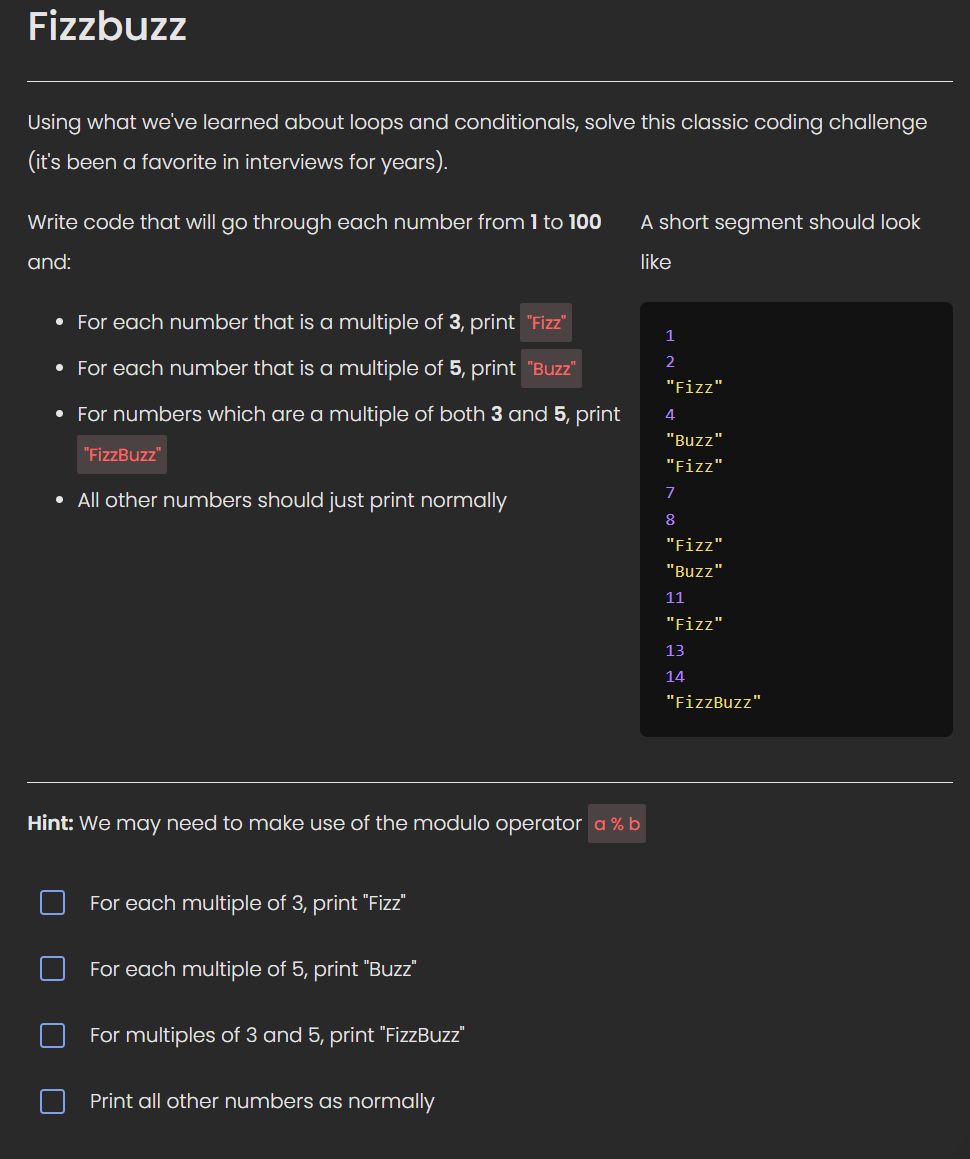 Fizzbuzz
Using what we've learned about loops and conditionals, solve this classic coding challenge
(it's been a favorite in interviews for years).
Write code that will go through each number from 1 to 100
and:
For each number that is a multiple of 3, print "Fizz"
For each number that is a multiple of 5, print "Buzz"
For numbers which are a multiple of both 3 and 5, print
"FizzBuzz"
All other numbers should just print normally
A short segment should look
like
1
2
"Fizz"
4
"Buzz"
"Fizz"
7
8
"Fizz"
"Buzz"
11
"Fizz"
13
14
"FizzBuzz"
Hint: We may need to make use of the modulo operator a % b
For each multiple of 3, print "Fizz"
For each multiple of 5, print "Buzz"
For multiples of 3 and 5, print "FizzBuzz"
Print all other numbers as normally